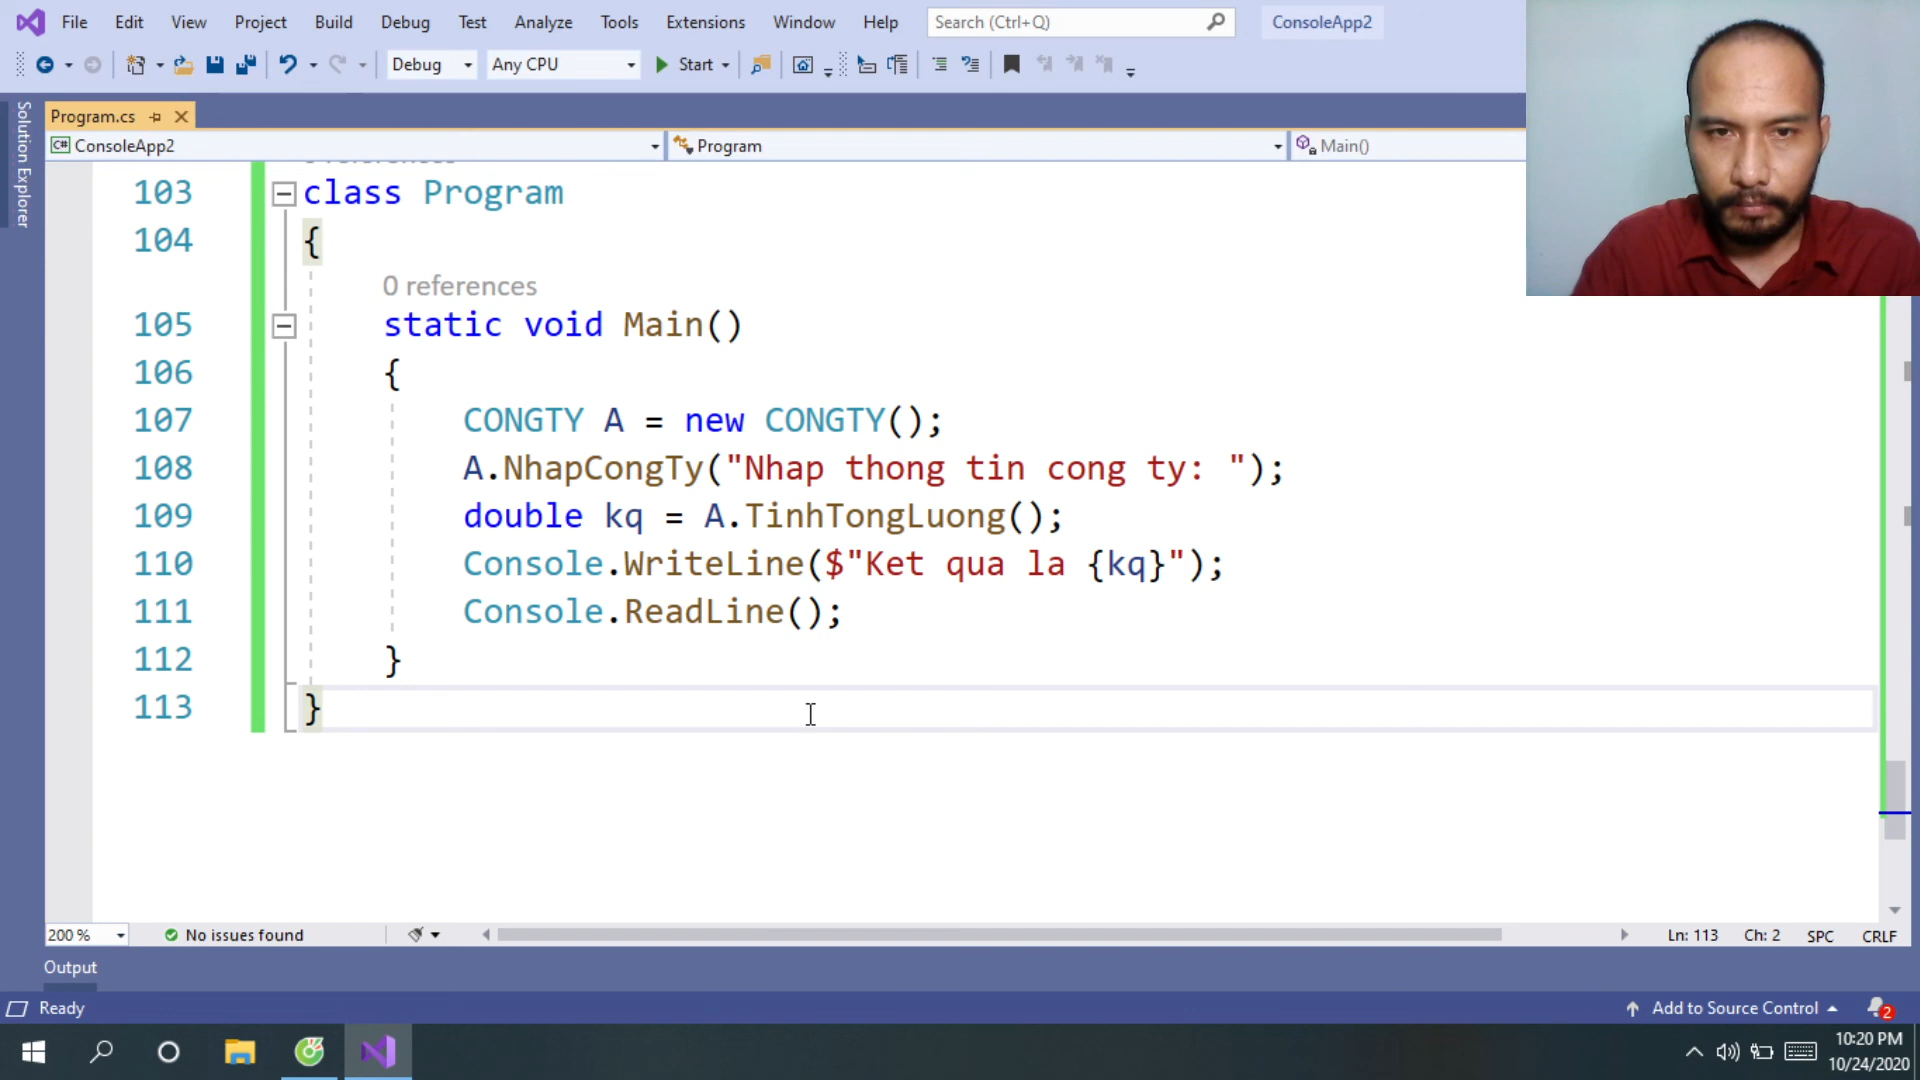 File Edit View Project Build Debug Test Analyze Tools Extensions Window Help Search (Ctrl+Q) ConsoleApp2
Debug Any CPU Start
Solution Explorer
Program.cs
C# ConsoleApp2 Program Main()
103 class Program
104 {
0 references
105 static void Main()
106 {
107 CONGTY A = new CONGTY();
108 A.NhapCongTy("Nhap thong tin cong ty: ");
109 double kq = A.TinhTongLuong();
110 Console.WriteLine($"Ket qua la {kq}");
111 Console.ReadLine();
112 }
113 }
200 % No issues found Ln: 113 Ch: 2 SPC CRLF
Output
Ready Add to Source Control 2
10:20 PM
10/24/2020